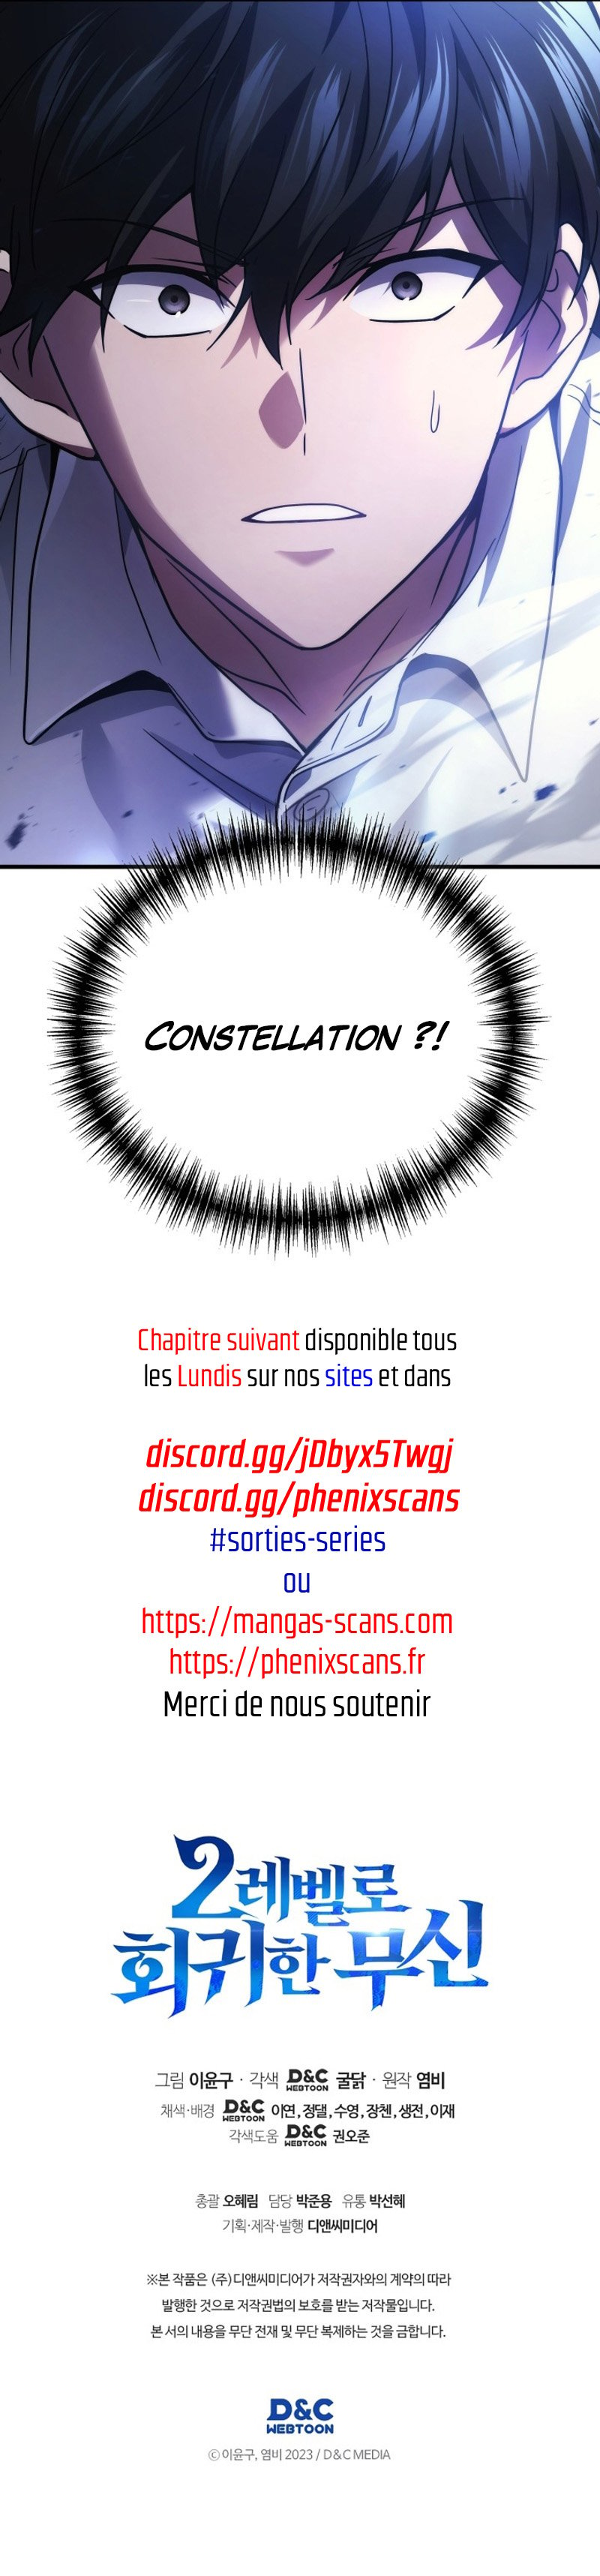 CONSTELLATION ?!
Chapitre suivant disponible tous
les Lundis sur nos sites et dans
discord.gg/jDbyx5Twgj
discord.gg/phenixscans
#sorties-series
ou
https://mangas-scans.com
https://phenixscans.fr
Merci de nous soutenir
2레벨로
회귀한 무신
그림 이윤구 · 각색 D&C WEBTOON 굴닭 · 원작 염비
채색·배경 D&C WEBTOON 이연, 정댈, 수영, 장첸, 생전, 이재
각색도움 D&C WEBTOON 권오준
총괄 오혜림 담당 박준용 유통 박선혜
기획·제작·발행 디앤씨미디어
※본 작품은 (주)디앤씨미디어가 저작권자와의 계약의 따라
발행한 것으로 저작권법의 보호를 받는 저작물입니다.
본 서의 내용을 무단 전재 및 무단 복제하는 것을 금합니다.
D&C
WEBTOON
ⓒ이윤구, 염비 2023 / D&C MEDIA